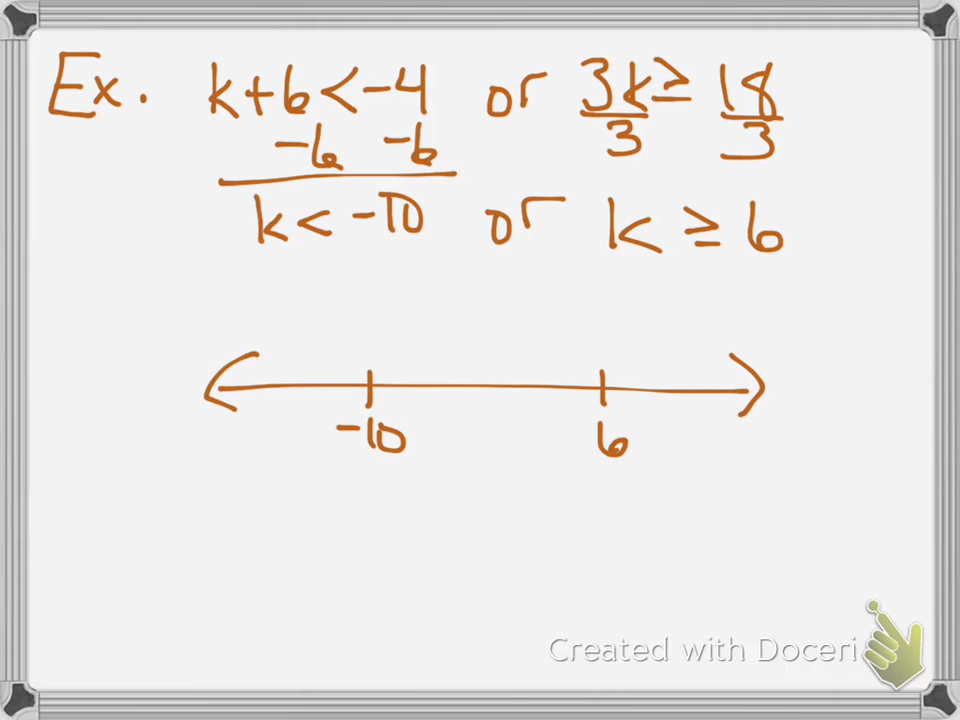 Ex. k+6<-4 or 3k≥18
-6 -6 3 3
k < -10 or k ≥ 6
-10 6
Created with Doceri